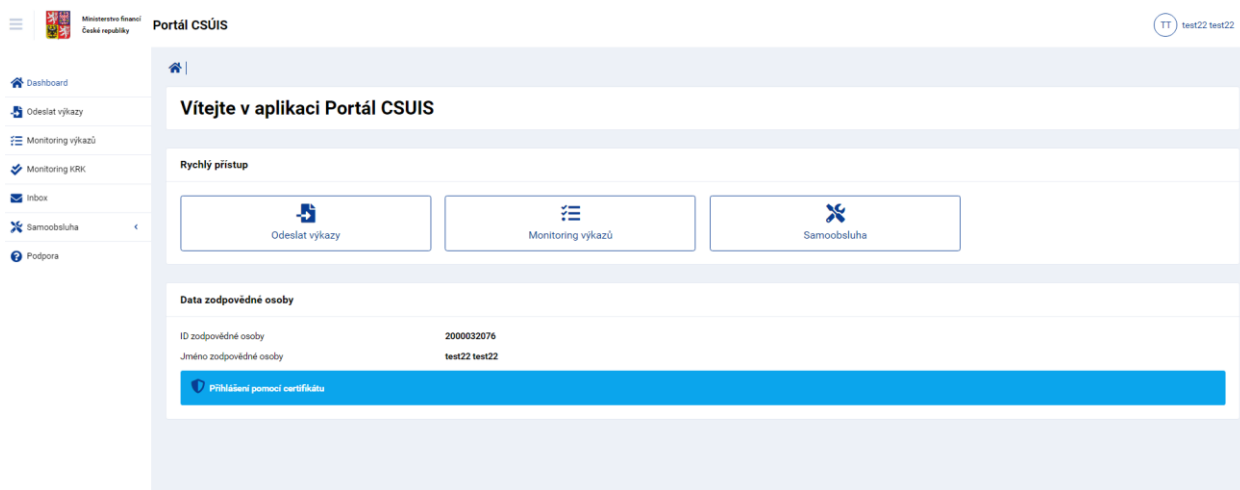 Ministerstvo financí
České republiky
Portál CSÚIS
TT
test22 test22
Dashboard
Odeslat výkazy
Monitoring výkazů
Monitoring KRK
Inbox
Samoobsluha
Podpora
Vítejte v aplikaci Portál CSUIS
Rychlý přístup
Odeslat výkazy
Monitoring výkazů
Samoobsluha
Data zodpovědné osoby
ID zodpovědné osoby 2000032076
Jméno zodpovědné osoby test22 test22
Přihlášení pomocí certifikátu